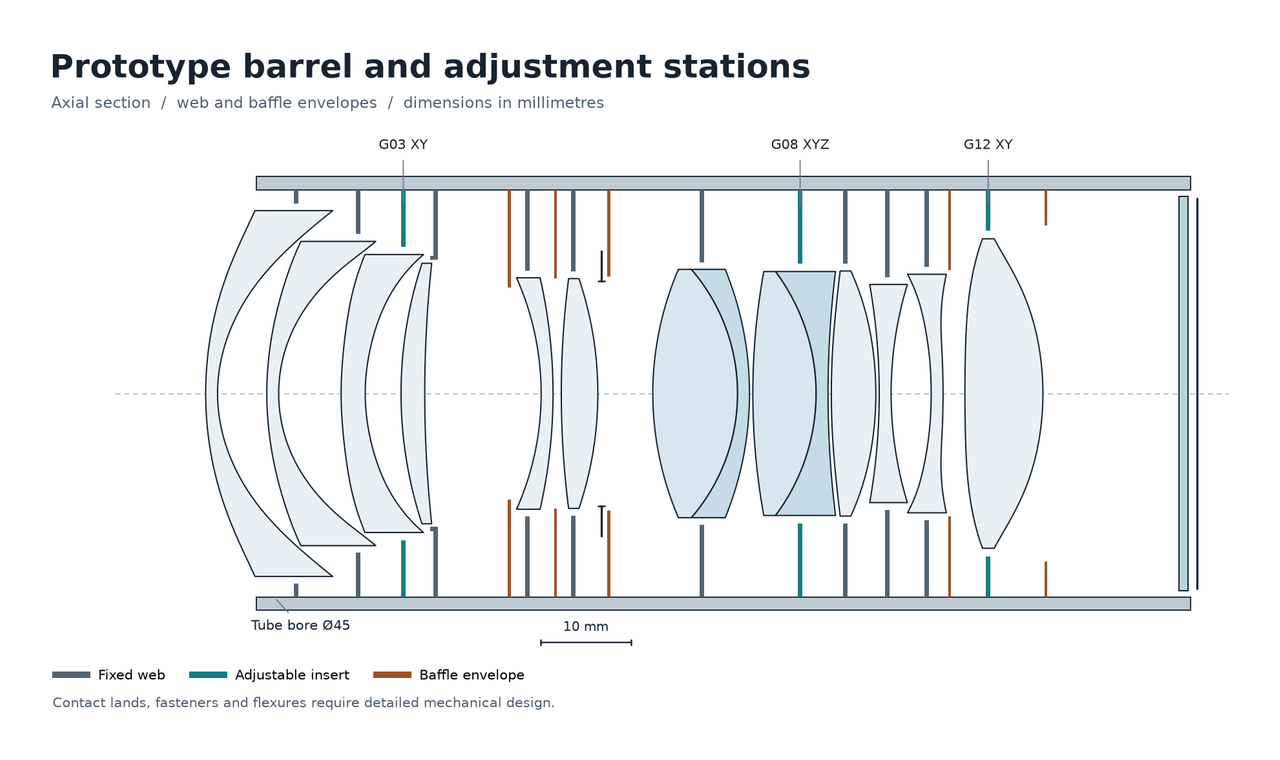 Prototype barrel and adjustment stations
Axial section / web and baffle envelopes / dimensions in millimetres
G03 XY
G08 XYZ
G12 XY
Tube bore Ø45
10 mm
Fixed web
Adjustable insert
Baffle envelope
Contact lands, fasteners and flexures require detailed mechanical design.